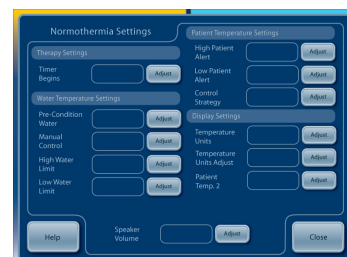 Normothermia Settings
Therapy Settings
Timer
Begins
Adjust
Water Temperature Settings
Pre-Condition
Water
Adjust
Manual
Control
Adjust
High Water
Limit
Adjust
Low Water
Limit
Adjust
Patient Temperature Settings
High Patient
Alert
Adjust
Low Patient
Alert
Adjust
Control
Strategy
Adjust
Display Settings
Temperature
Units
Adjust
Temperature
Units Adjust
Adjust
Patient
Temp. 2
Adjust
Help
Speaker
Volume
Adjust
Close